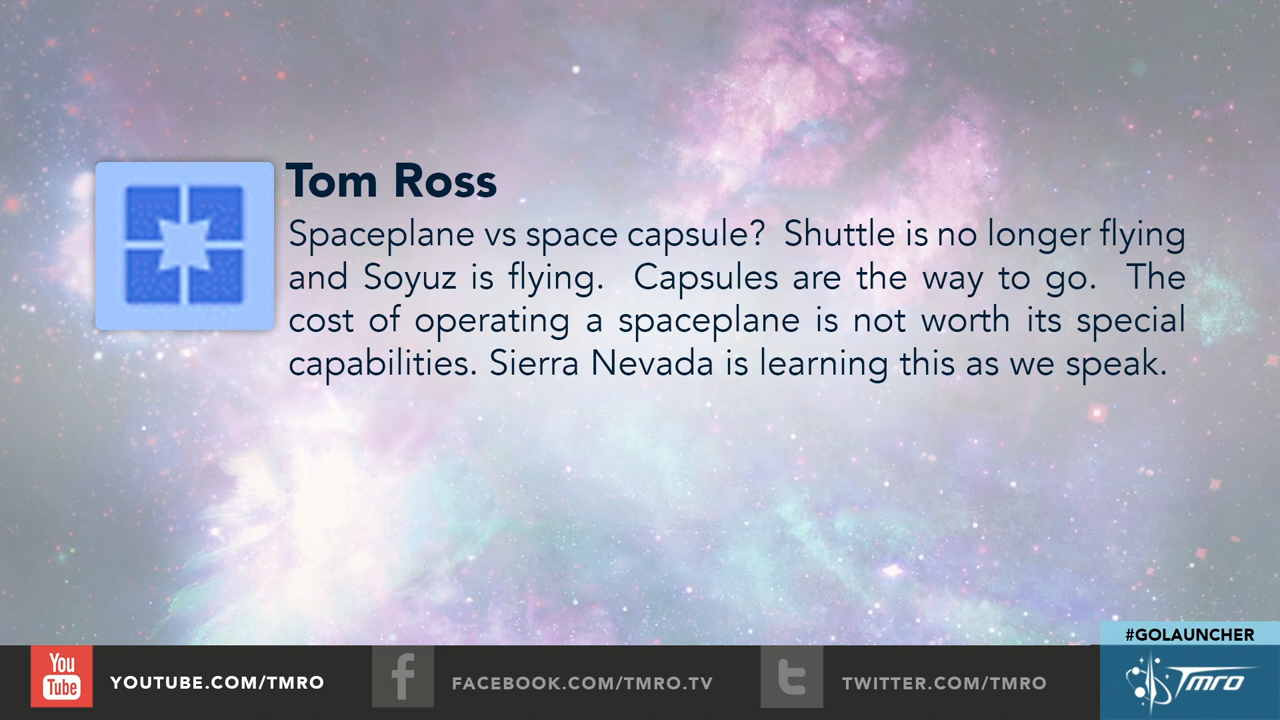 Tom Ross
Spaceplane vs space capsule?  Shuttle is no longer flying
and Soyuz is flying.  Capsules are the way to go.  The
cost of operating a spaceplane is not worth its special
capabilities. Sierra Nevada is learning this as we speak.
#GOLAUNCHER
You
Tube
YOUTUBE.COM/TMRO
FACEBOOK.COM/TMRO.TV
TWITTER.COM/TMRO
Tmro